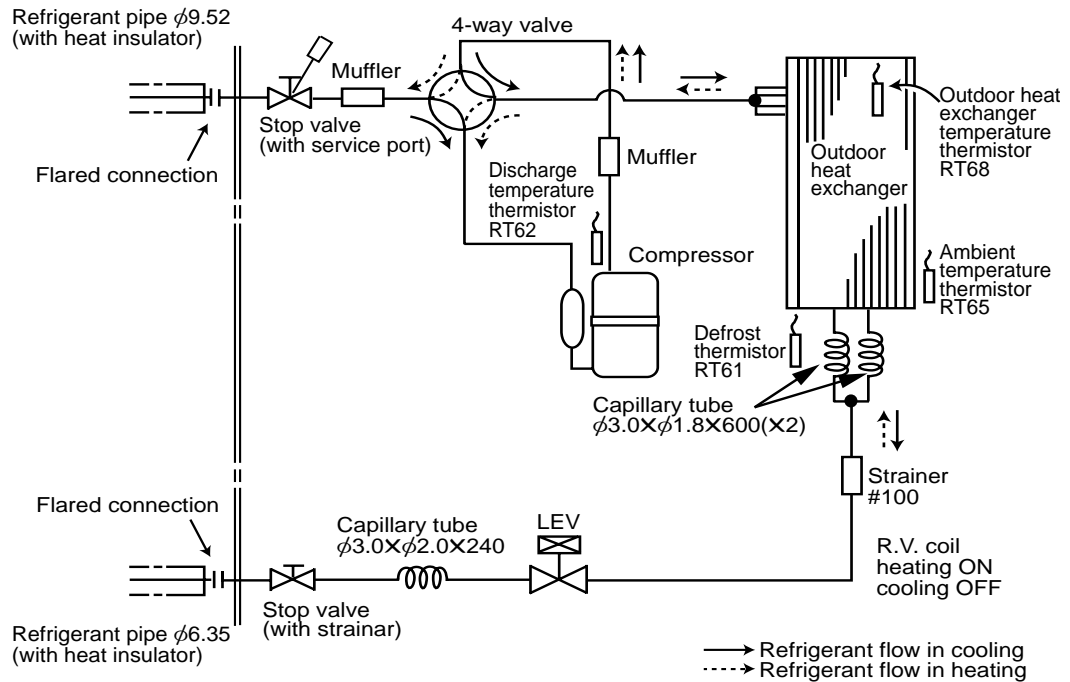 Refrigerant pipe ϕ9.52
(with heat insulator)
4-way valve
Muffler
Stop valve
(with service port)
Flared connection
Discharge
temperature
thermistor
RT62
Muffler
Compressor
Outdoor
heat
exchanger
Outdoor heat
exchanger
temperature
thermistor
RT68
Ambient
temperature
thermistor
RT65
Defrost
thermistor
RT61
Capillary tube
ϕ3.0×ϕ1.8×600(×2)
Strainer
#100
Flared connection
Capillary tube
ϕ3.0×ϕ2.0×240
LEV
R.V. coil
heating ON
cooling OFF
Stop valve
(with strainar)
Refrigerant pipe ϕ6.35
(with heat insulator)
Refrigerant flow in cooling
Refrigerant flow in heating